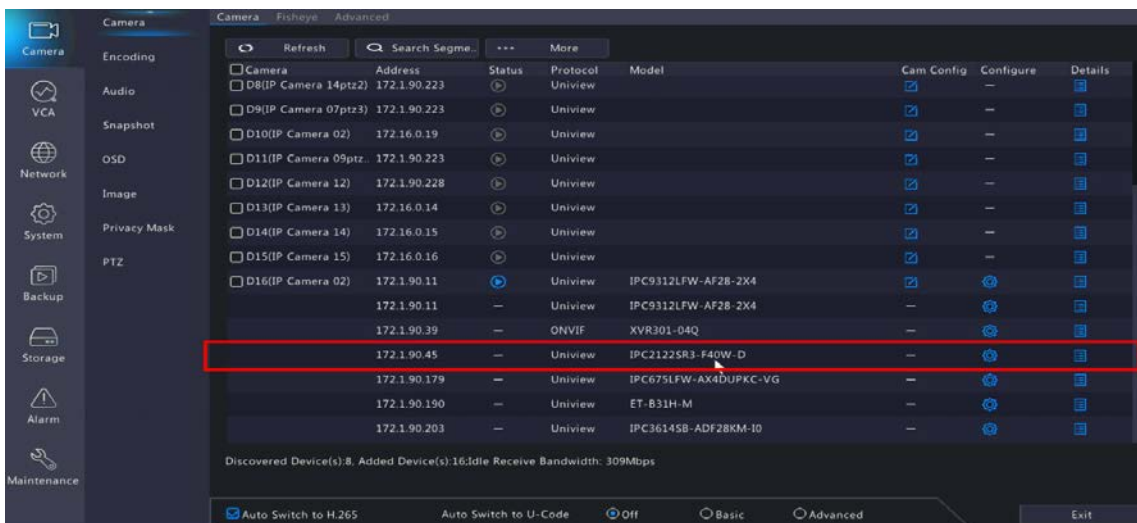 Camera
VCA
Network
System
Backup
Storage
Alarm
Maintenance
Camera
Encoding
Audio
Snapshot
OSD
Image
Privacy Mask
PTZ
Camera Fisheye Advanced
Refresh Search Segme.. More
Camera Address Status Protocol Model Cam Config Configure Details
D8(IP Camera 14ptz2) 172.1.90.223 Uniview —
D9(IP Camera 07ptz3) 172.1.90.223 Uniview —
D10(IP Camera 02) 172.16.0.19 Uniview —
D11(IP Camera 09ptz.. 172.1.90.223 Uniview —
D12(IP Camera 12) 172.1.90.228 Uniview —
D13(IP Camera 13) 172.16.0.14 Uniview —
D14(IP Camera 14) 172.16.0.15 Uniview —
D15(IP Camera 15) 172.16.0.16 Uniview —
D16(IP Camera 02) 172.1.90.11 Uniview IPC9312LFW-AF28-2X4
172.1.90.11 — Uniview IPC9312LFW-AF28-2X4 —
172.1.90.39 — ONVIF XVR301-04Q —
172.1.90.45 — Uniview IPC2122SR3-F40W-D —
172.1.90.179 — Uniview IPC675LFW-AX4DUPKC-VG —
172.1.90.190 — Uniview ET-B31H-M —
172.1.90.203 — Uniview IPC3614SB-ADF28KM-I0 —
Discovered Device(s):8, Added Device(s):16;Idle Receive Bandwidth: 309Mbps
Auto Switch to H.265 Auto Switch to U-Code Off Basic Advanced Exit